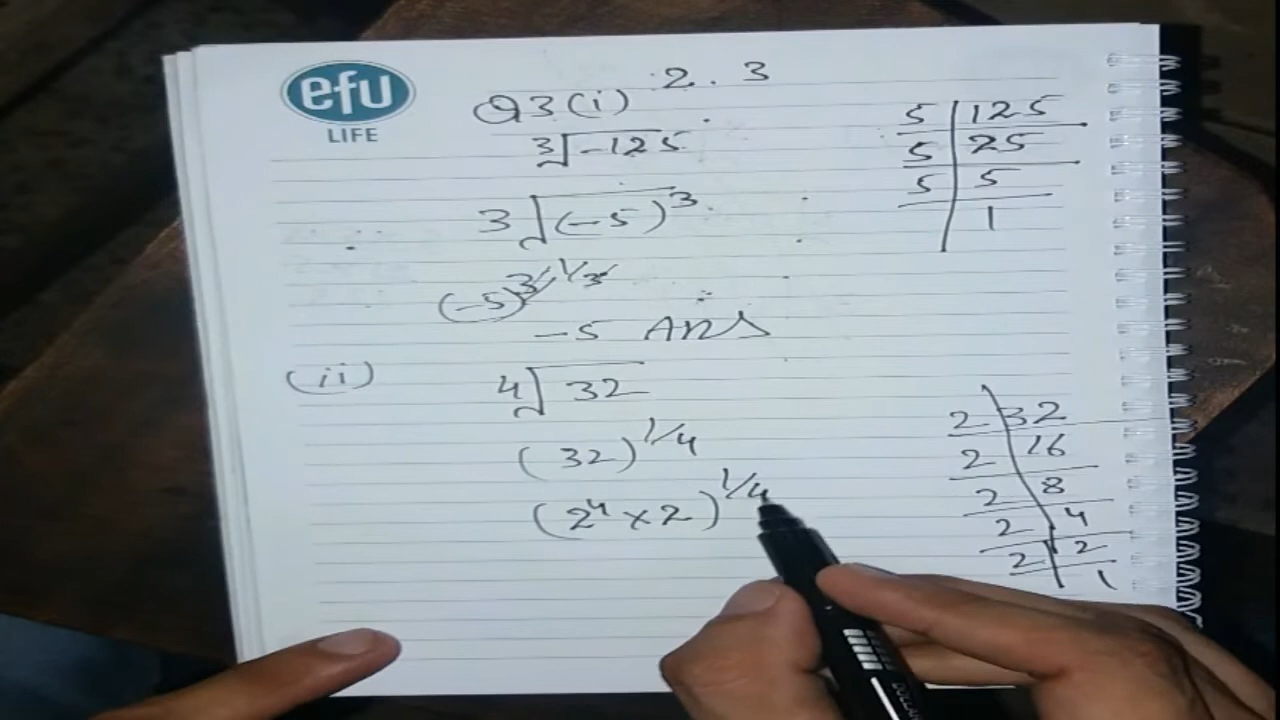 efu
LIFE
2.3
Q3(i)
3√-125
3√(-5)^3
(-5)^3^1/3
-5 Ans
(ii)
4√32
(32)^1/4
(2^4×2)^1/4
5 | 125
5 | 25
5 | 5
1
2 | 32
2 | 16
2 | 8
2 | 4
2 | 2
1